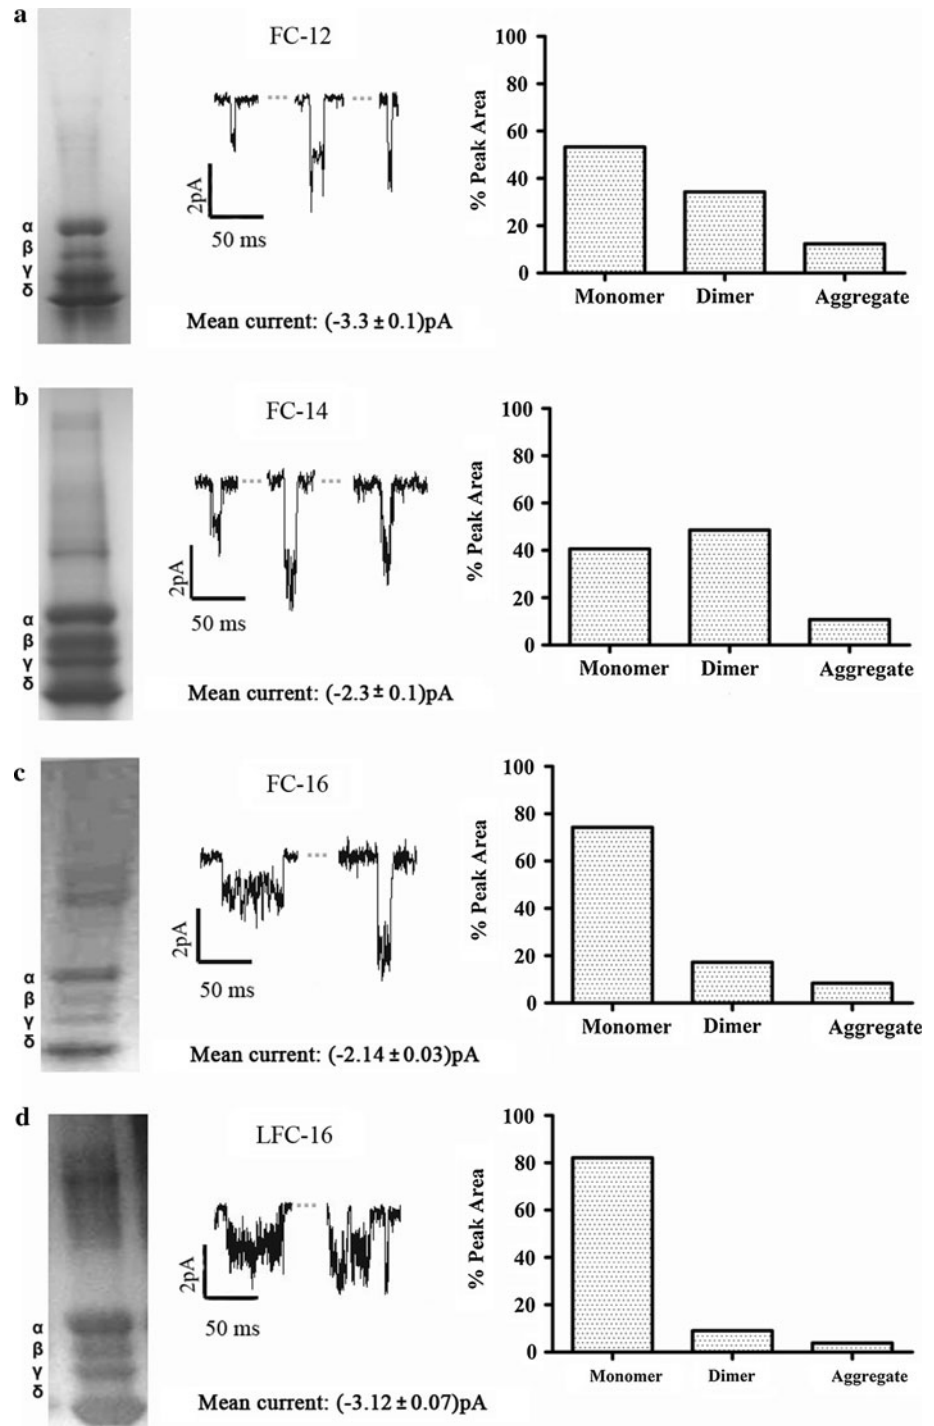 a
FC-12
α
β
γ
δ
2pA
50 ms
Mean current: (-3.3 ± 0.1)pA
% Peak Area
100
80
60
40
20
0
Monomer
Dimer
Aggregate
b
FC-14
α
β
γ
δ
2pA
50 ms
Mean current: (-2.3 ± 0.1)pA
% Peak Area
100
80
60
40
20
0
Monomer
Dimer
Aggregate
c
FC-16
α
β
γ
δ
2pA
50 ms
Mean current: (-2.14 ± 0.03)pA
% Peak Area
100
80
60
40
20
0
Monomer
Dimer
Aggregate
d
LFC-16
α
β
γ
δ
2pA
50 ms
Mean current: (-3.12 ± 0.07)pA
% Peak Area
100
80
60
40
20
0
Monomer
Dimer
Aggregate